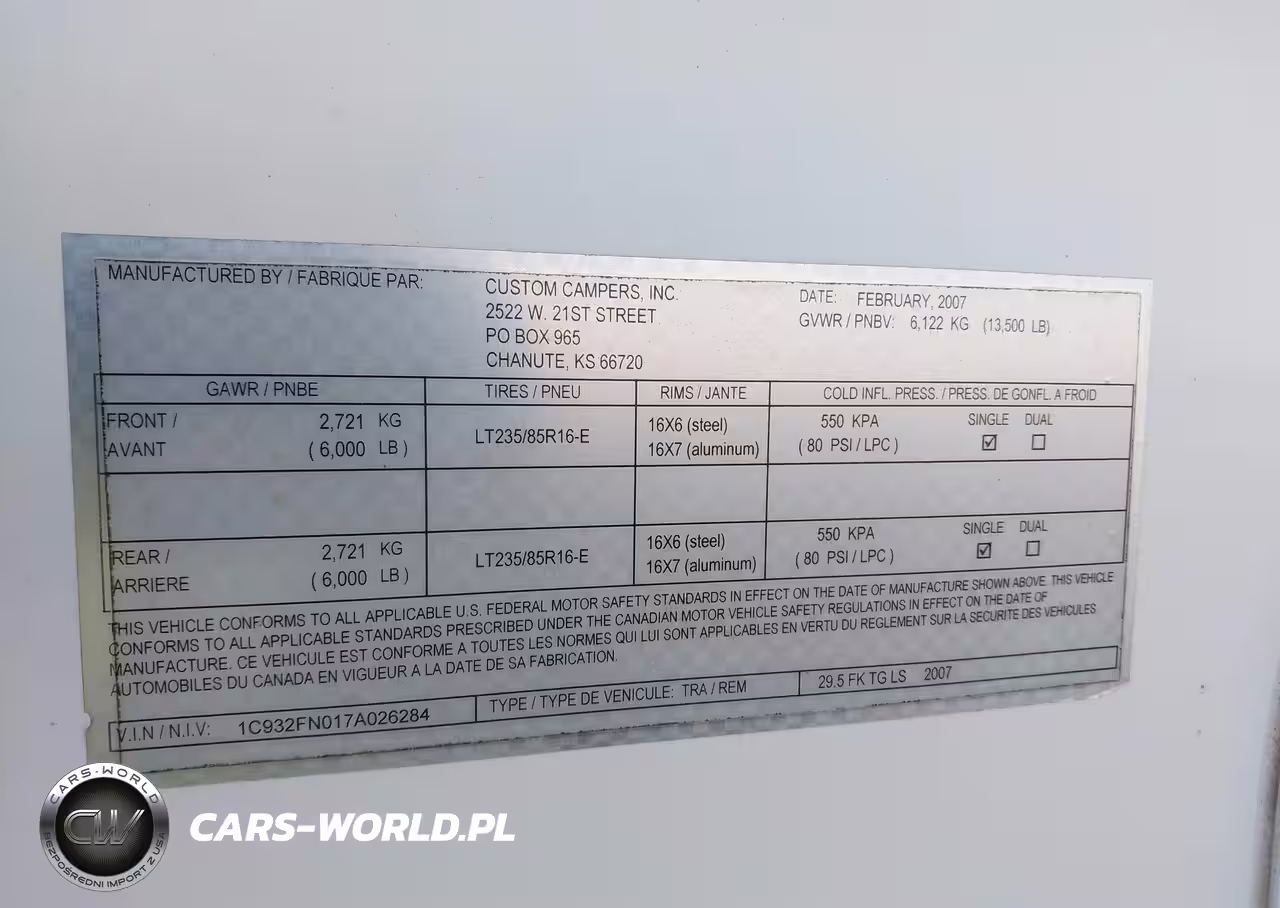 MANUFACTURED BY / FABRIQUE PAR:
CUSTOM CAMPERS, INC.
2522 W. 21ST STREET
PO BOX 965
CHANUTE, KS 66720
DATE: FEBRUARY, 2007
GVWR / PNBV: 6,122 KG (13,500 LB)
GAWR / PNBE TIRES / PNEU RIMS / JANTE COLD INFL. PRESS. / PRESS. DE GONFL. A FROID
FRONT / 2,721 KG
AVANT (6,000 LB)
LT235/85R16-E
16X6 (steel)
16X7 (aluminum)
550 KPA SINGLE DUAL
(80 PSI / LPC) ☑ ☐
REAR / 2,721 KG
ARRIERE (6,000 LB)
LT235/85R16-E
16X6 (steel)
16X7 (aluminum)
550 KPA SINGLE DUAL
(80 PSI / LPC) ☑ ☐
THIS VEHICLE CONFORMS TO ALL APPLICABLE U.S. FEDERAL MOTOR SAFETY STANDARDS IN EFFECT ON THE DATE OF MANUFACTURE SHOWN ABOVE. THIS VEHICLE
CONFORMS TO ALL APPLICABLE STANDARDS PRESCRIBED UNDER THE CANADIAN MOTOR VEHICLE SAFETY REGULATIONS IN EFFECT ON THE DATE OF
MANUFACTURE. CE VEHICULE EST CONFORME A TOUTES LES NORMES QUI LUI SONT APPLICABLES EN VERTU DU REGLEMENT SUR LA SECURITE DES VEHICULES
AUTOMOBILES DU CANADA EN VIGUEUR A LA DATE DE SA FABRICATION.
V.I.N / N.I.V: 1C932FN017A026284 TYPE / TYPE DE VENICULE: TRA / REM 29.5 FK TG LS 2007
CARS-WORLD
CW
BEZPOŚREDNI IMPORT Z USA
CARS-WORLD.PL